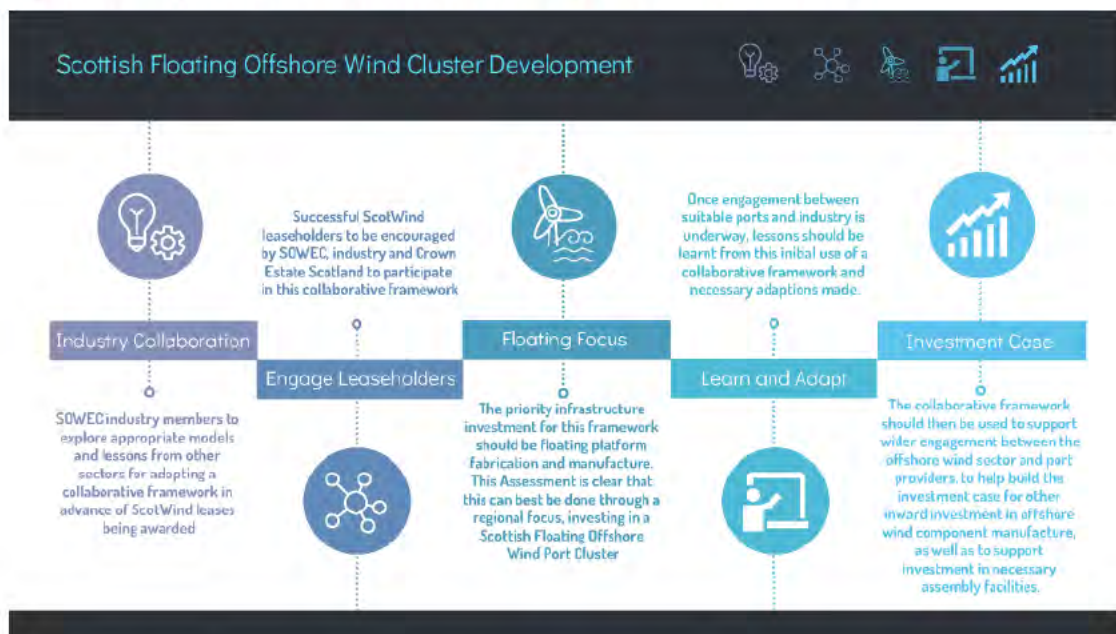 Scottish Floating Offshore Wind Cluster Development
Industry Collaboration
SOWEC industry members to
explore appropriate models
and lessons from other
sectors for adopting a
collaborative framework in
advance of ScotWind leases
being awarded
Successful ScotWind
leaseholders to be encouraged
by SOWEC, industry and Crown
Estate Scotland to participate
in this collaborative framework
Engage Leaseholders
Floating Focus
The priority infrastructure
investment for this framework
should be floating platform
fabrication and manufacture.
This Assessment is clear that
this can best be done through a
regional focus, investing in a
Scottish Floating Offshore
Wind Port Cluster
Once engagement between
suitable ports and industry is
underway, lessons should be
learnt from this initial use of a
collaborative framework and
necessary adaptions made.
Learn and Adapt
Investment Case
The collaborative framework
should then be used to support
wider engagement between the
offshore wind sector and port
providers, to help build the
investment case for other
inward investment in offshore
wind component manufacture,
as well as to support
investment in necessary
assembly facilities.